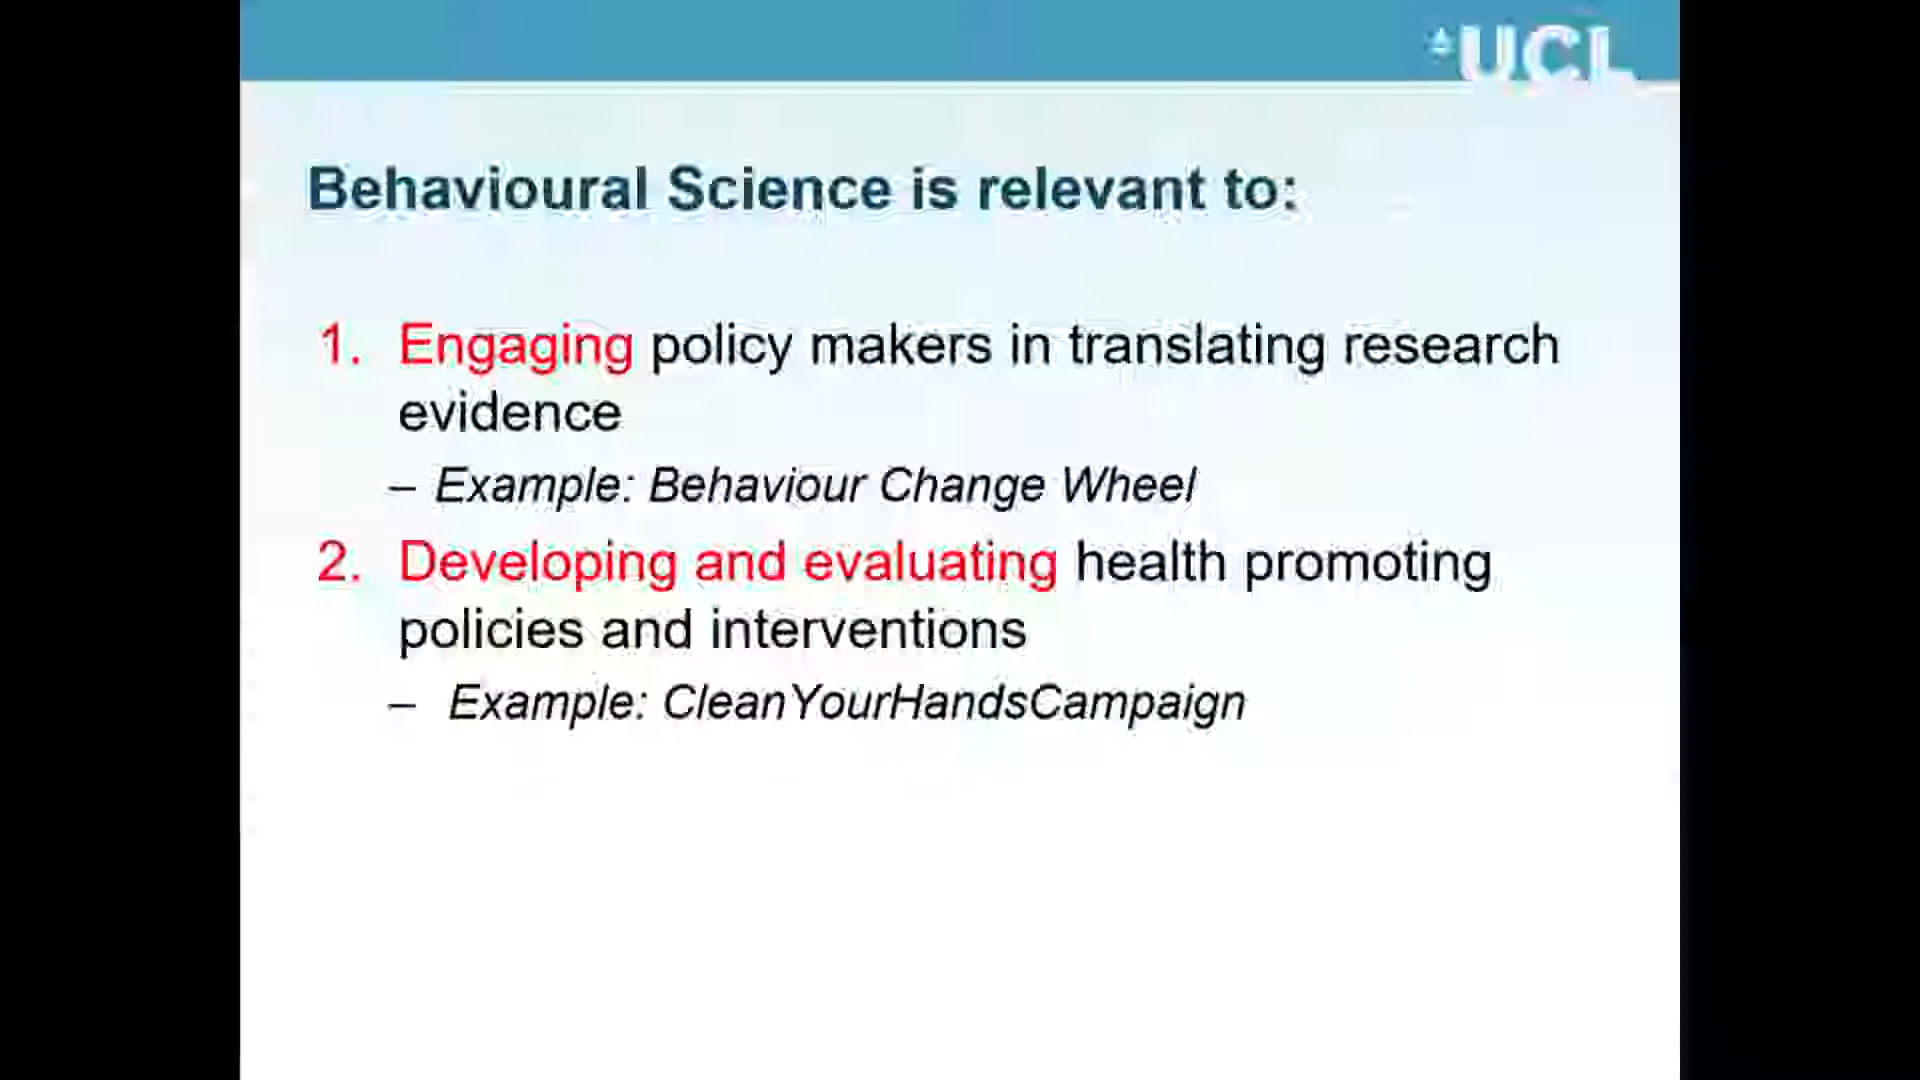 UCL
Behavioural Science is relevant to:
1. Engaging policy makers in translating research
evidence
– Example: Behaviour Change Wheel
2. Developing and evaluating health promoting
policies and interventions
– Example: CleanYourHandsCampaign